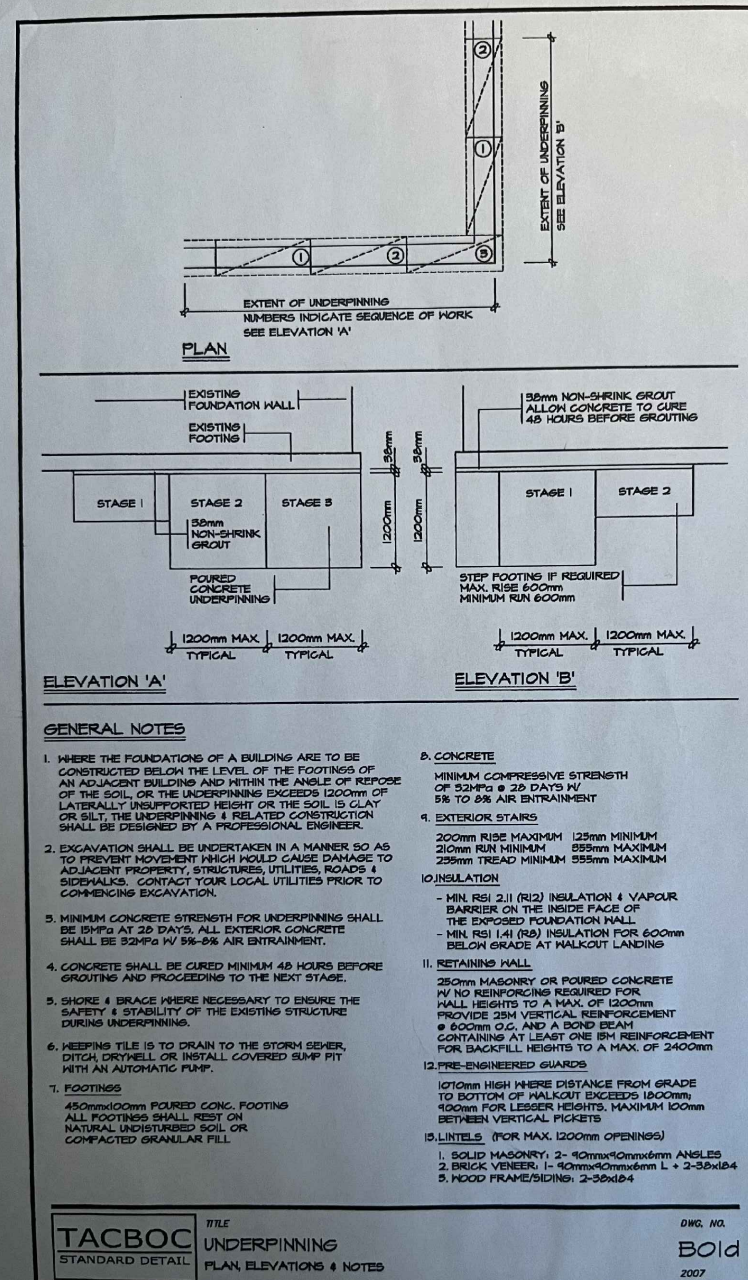 2
1
EXTENT OF UNDERPINNING
SEE ELEVATION 'B'
1
2
3
EXTENT OF UNDERPINNING
NUMBERS INDICATE SEQUENCE OF WORK
SEE ELEVATION 'A'
PLAN
EXISTING
FOUNDATION WALL
EXISTING
FOOTING
38mm
1200mm
STAGE 1
STAGE 2
STAGE 3
38mm
NON-SHRINK
GROUT
POURED
CONCRETE
UNDERPINNING
1200mm MAX.
TYPICAL
1200mm MAX.
TYPICAL
ELEVATION 'A'
38mm NON-SHRINK GROUT
ALLOW CONCRETE TO CURE
48 HOURS BEFORE GROUTING
38mm
1200mm
STAGE 1
STAGE 2
STEP FOOTING IF REQUIRED
MAX. RISE 600mm
MINIMUM RUN 600mm
1200mm MAX.
TYPICAL
1200mm MAX.
TYPICAL
ELEVATION 'B'
GENERAL NOTES
1. WHERE THE FOUNDATIONS OF A BUILDING ARE TO BE
CONSTRUCTED BELOW THE LEVEL OF THE FOOTINGS OF
AN ADJACENT BUILDING AND WITHIN THE ANGLE OF REPOSE
OF THE SOIL, OR THE UNDERPINNING EXCEEDS 1200mm OF
LATERALLY UNSUPPORTED HEIGHT OR THE SOIL IS CLAY
OR SILT, THE UNDERPINNING & RELATED CONSTRUCTION
SHALL BE DESIGNED BY A PROFESSIONAL ENGINEER.
2. EXCAVATION SHALL BE UNDERTAKEN IN A MANNER SO AS
TO PREVENT MOVEMENT WHICH WOULD CAUSE DAMAGE TO
ADJACENT PROPERTY, STRUCTURES, UTILITIES, ROADS &
SIDEWALKS. CONTACT YOUR LOCAL UTILITIES PRIOR TO
COMMENCING EXCAVATION.
3. MINIMUM CONCRETE STRENGTH FOR UNDERPINNING SHALL
BE 15MPa AT 28 DAYS, ALL EXTERIOR CONCRETE
SHALL BE 32MPa W/ 5%-8% AIR ENTRAINMENT.
4. CONCRETE SHALL BE CURED MINIMUM 48 HOURS BEFORE
GROUTING AND PROCEEDING TO THE NEXT STAGE.
5. SHORE & BRACE WHERE NECESSARY TO ENSURE THE
SAFETY & STABILITY OF THE EXISTING STRUCTURE
DURING UNDERPINNING.
6. WEEPING TILE IS TO DRAIN TO THE STORM SEWER,
DITCH, DRYWELL OR INSTALL COVERED SUMP PIT
WITH AN AUTOMATIC PUMP.
7. FOOTINGS
450mmx100mm POURED CONC. FOOTING
ALL FOOTINGS SHALL REST ON
NATURAL UNDISTURBED SOIL OR
COMPACTED GRANULAR FILL
8. CONCRETE
MINIMUM COMPRESSIVE STRENGTH
OF 32MPa @ 28 DAYS W/
5% TO 8% AIR ENTRAINMENT
9. EXTERIOR STAIRS
200mm RISE MAXIMUM 125mm MINIMUM
210mm RUN MINIMUM 355mm MAXIMUM
235mm TREAD MINIMUM 355mm MAXIMUM
10.INSULATION
- MIN. RSI 2.11 (R12) INSULATION & VAPOUR
BARRIER ON THE INSIDE FACE OF
THE EXPOSED FOUNDATION WALL
- MIN. RSI 1.41 (R8) INSULATION FOR 600mm
BELOW GRADE AT WALKOUT LANDING
11. RETAINING WALL
250mm MASONRY OR POURED CONCRETE
W/ NO REINFORCING REQUIRED FOR
WALL HEIGHTS TO A MAX. OF 1200mm
PROVIDE 25M VERTICAL REINFORCEMENT
@ 600mm O.C. AND A BOND BEAM
CONTAINING AT LEAST ONE 15M REINFORCEMENT
FOR BACKFILL HEIGHTS TO A MAX. OF 2400mm
12.PRE-ENGINEERED GUARDS
1070mm HIGH WHERE DISTANCE FROM GRADE
TO BOTTOM OF WALKOUT EXCEEDS 1800mm;
900mm FOR LESSER HEIGHTS. MAXIMUM 100mm
BETWEEN VERTICAL PICKETS
13.LINTELS (FOR MAX. 1200mm OPENINGS)
1. SOLID MASONRY: 2- 90mmx90mmx6mm ANGLES
2. BRICK VENEER: 1- 90mmx90mmx6mm L + 2-38x184
3. WOOD FRAME/SIDING: 2-38x184
TACBOC
STANDARD DETAIL
TITLE
UNDERPINNING
PLAN, ELEVATIONS & NOTES
DWG. NO.
B01d
2007